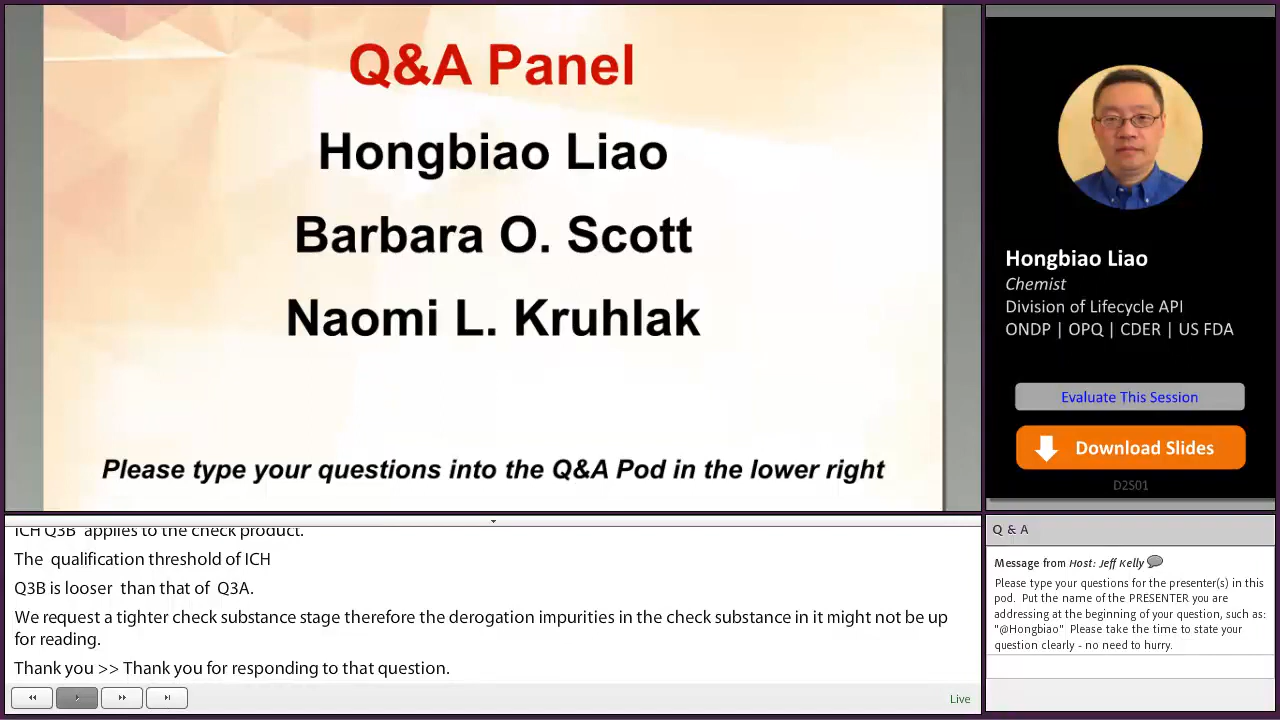 Q&A Panel
Hongbiao Liao
Barbara O. Scott
Naomi L. Kruhlak
Please type your questions into the Q&A Pod in the lower right
Hongbiao Liao
Chemist
Division of Lifecycle API
ONDP | OPQ | CDER | US FDA
Evaluate This Session
Download Slides
D2S01
ICH Q3B applies to the check product.
The qualification threshold of ICH
Q3B is looser than that of Q3A.
We request a tighter check substance stage therefore the derogation impurities in the check substance in it might not be up
for reading.
Thank you >> Thank you for responding to that question.
Live
Q & A
Message from Host: Jeff Kelly
Please type your questions for the presenter(s) in this
pod. Put the name of the PRESENTER you are
addressing at the beginning of your question, such as:
"@Hongbiao" Please take the time to state your
question clearly - no need to hurry.